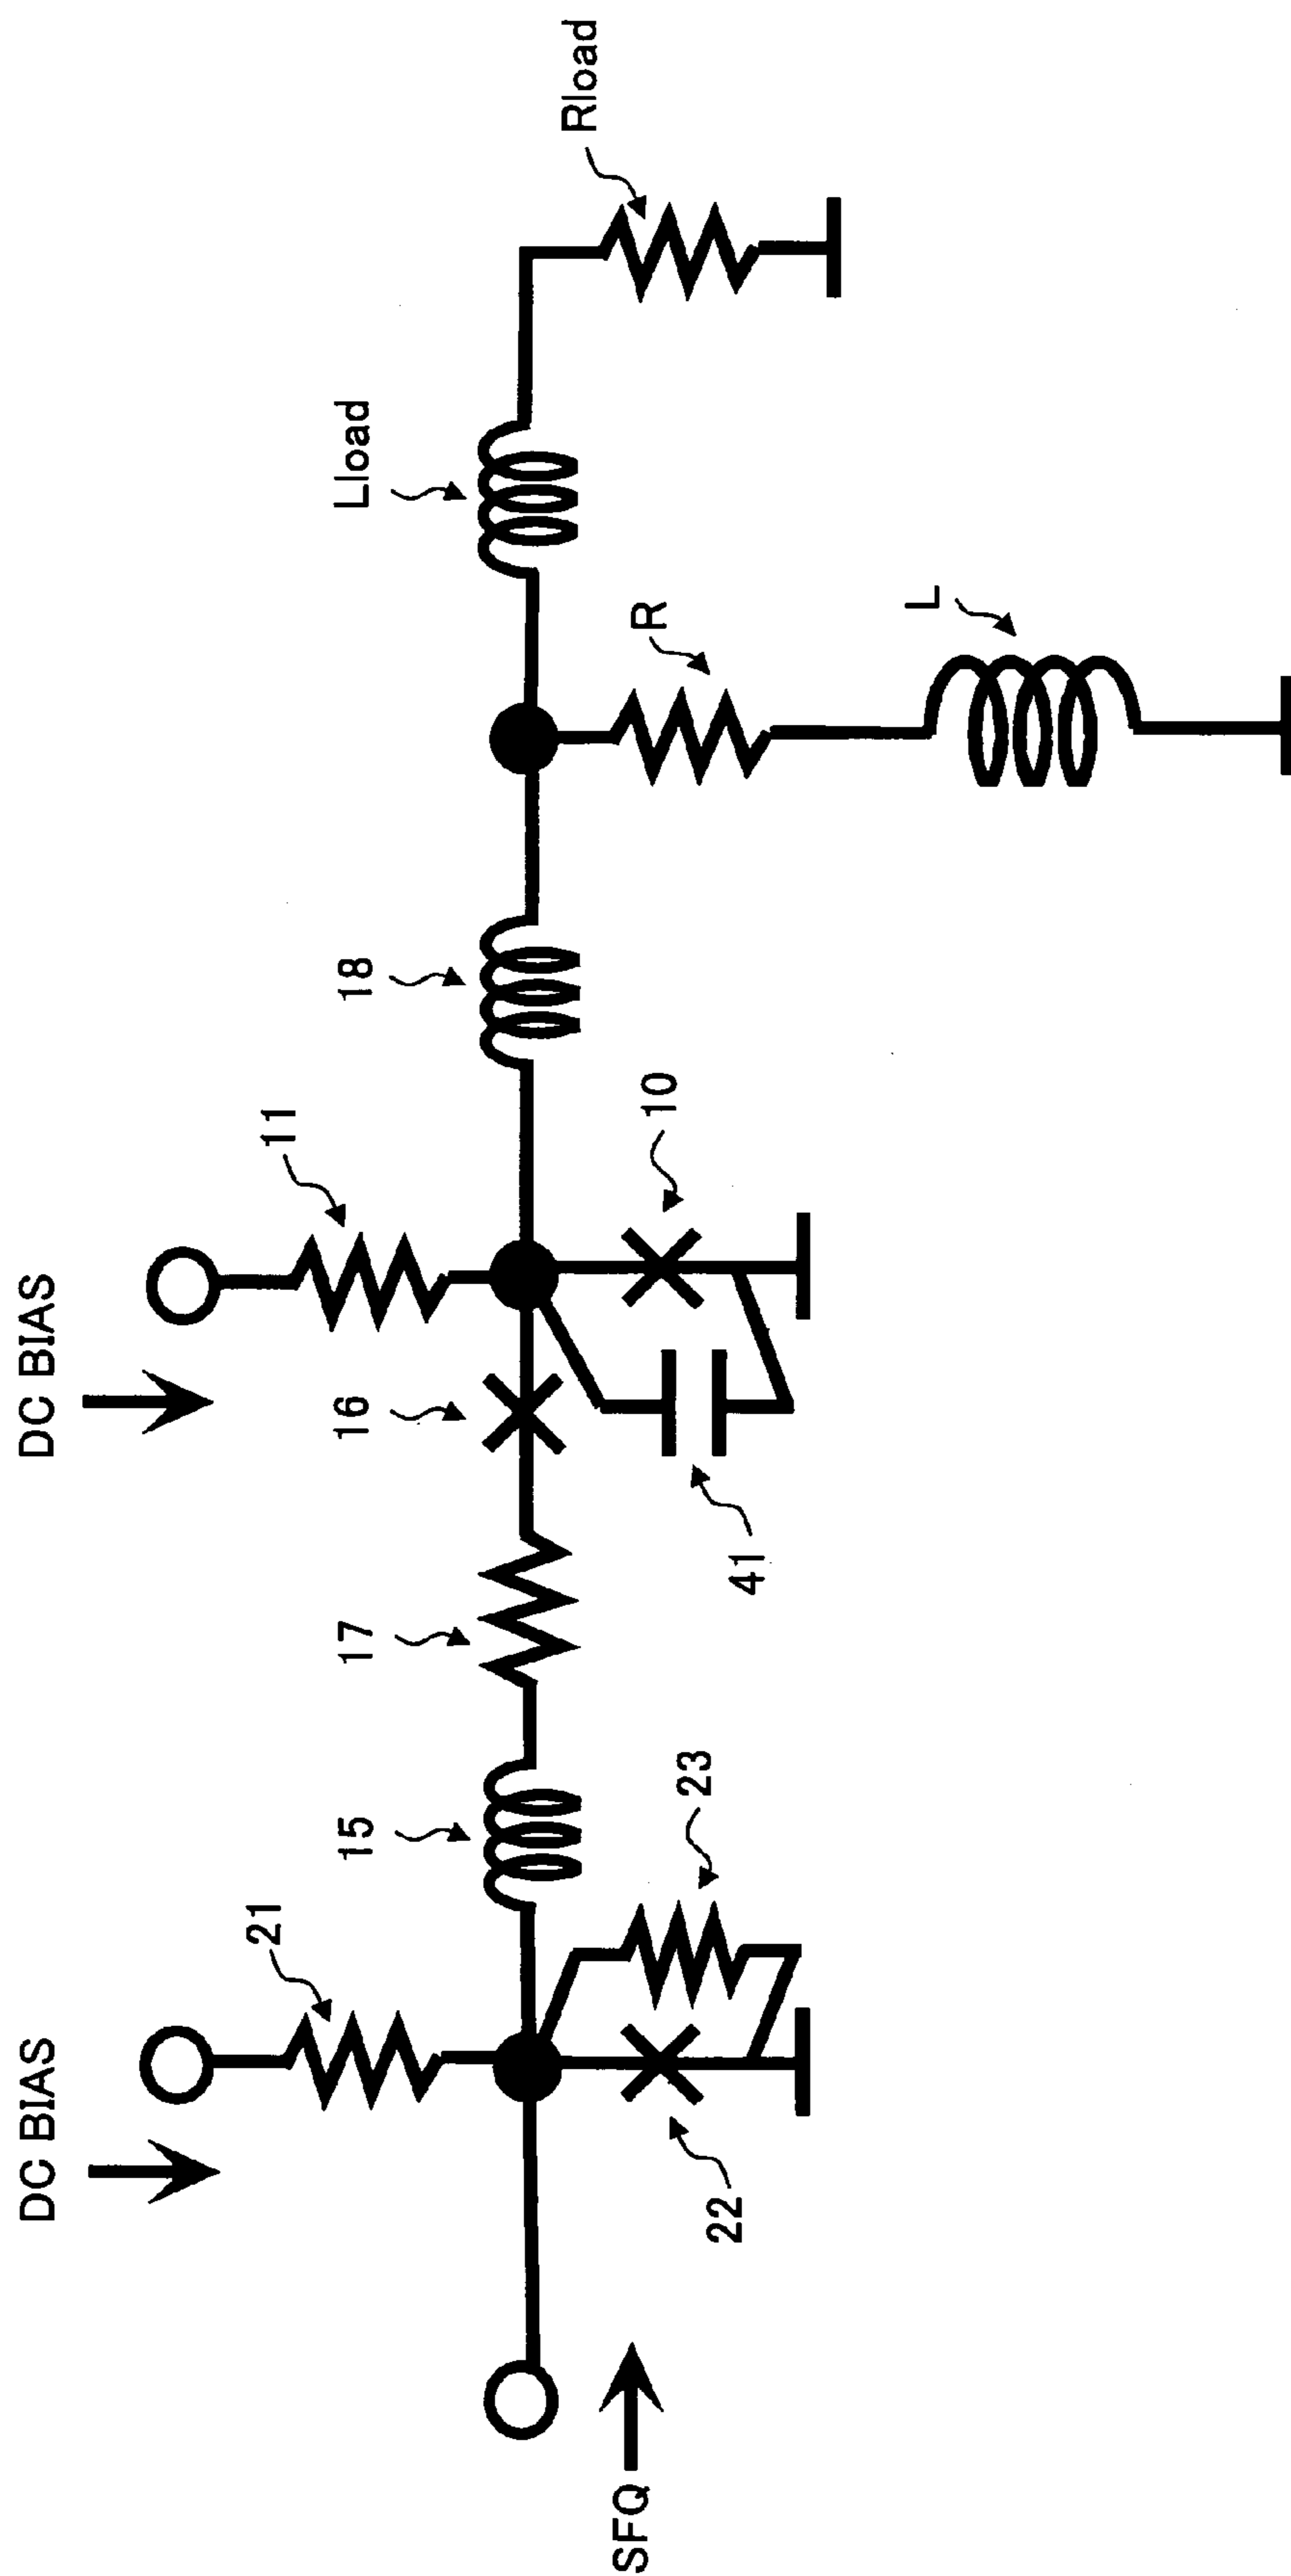 DC BIAS
DC BIAS
21
11
15
17
16
18
Lload
Rload
SFQ
22
23
41
10
R
L